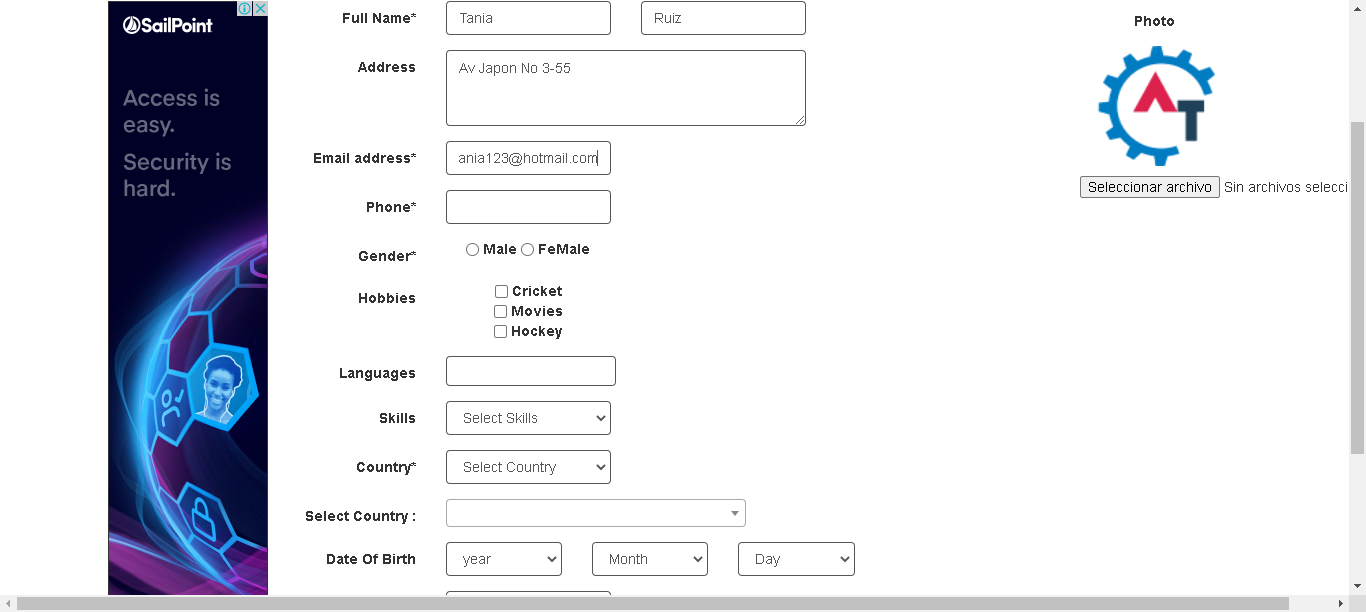 SailPoint
Access is
easy.
Security is
hard.
Full Name* Tania Ruiz
Photo
Address Av Japon No 3-55
AT
Email address* ania123@hotmail.com
Seleccionar archivo Sin archivos selecci
Phone*
Gender* Male FeMale
Hobbies Cricket
Movies
Hockey
Languages
Skills Select Skills
Country* Select Country
Select Country :
Date Of Birth year Month Day